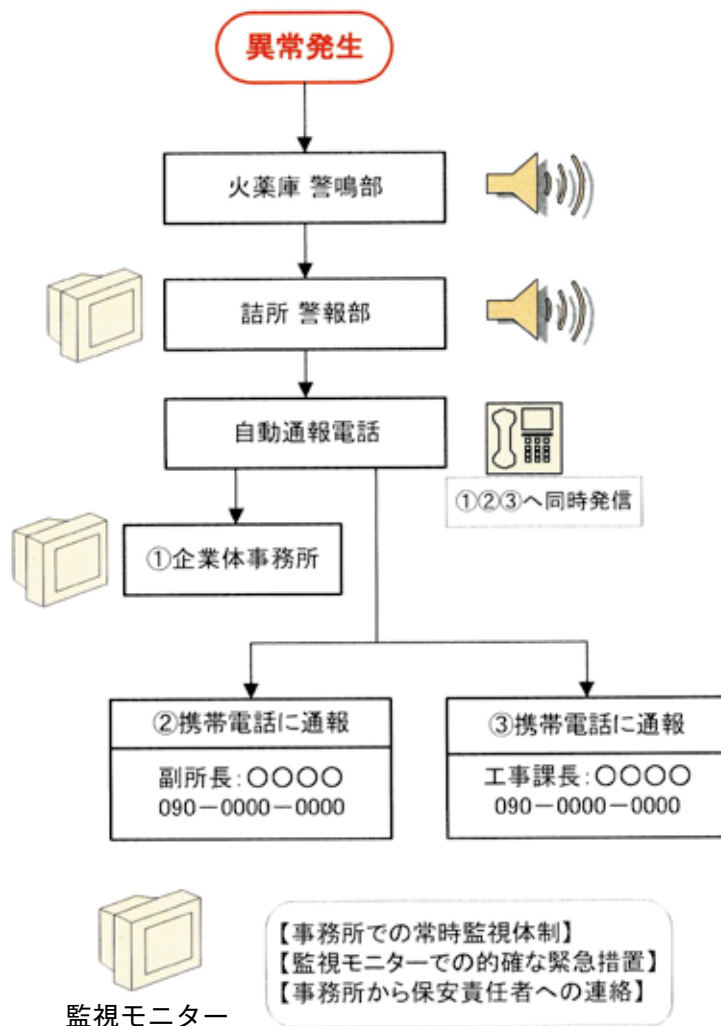 異常発生
火薬庫 警鳴部
詰所 警報部
自動通報電話
①②③へ同時発信
①企業体事務所
②携帯電話に通報
副所長:〇〇〇〇
090-0000-0000
③携帯電話に通報
工事課長:〇〇〇〇
090-0000-0000
監視モニター
【事務所での常時監視体制】
【監視モニターでの的確な緊急措置】
【事務所から保安責任者への連絡】